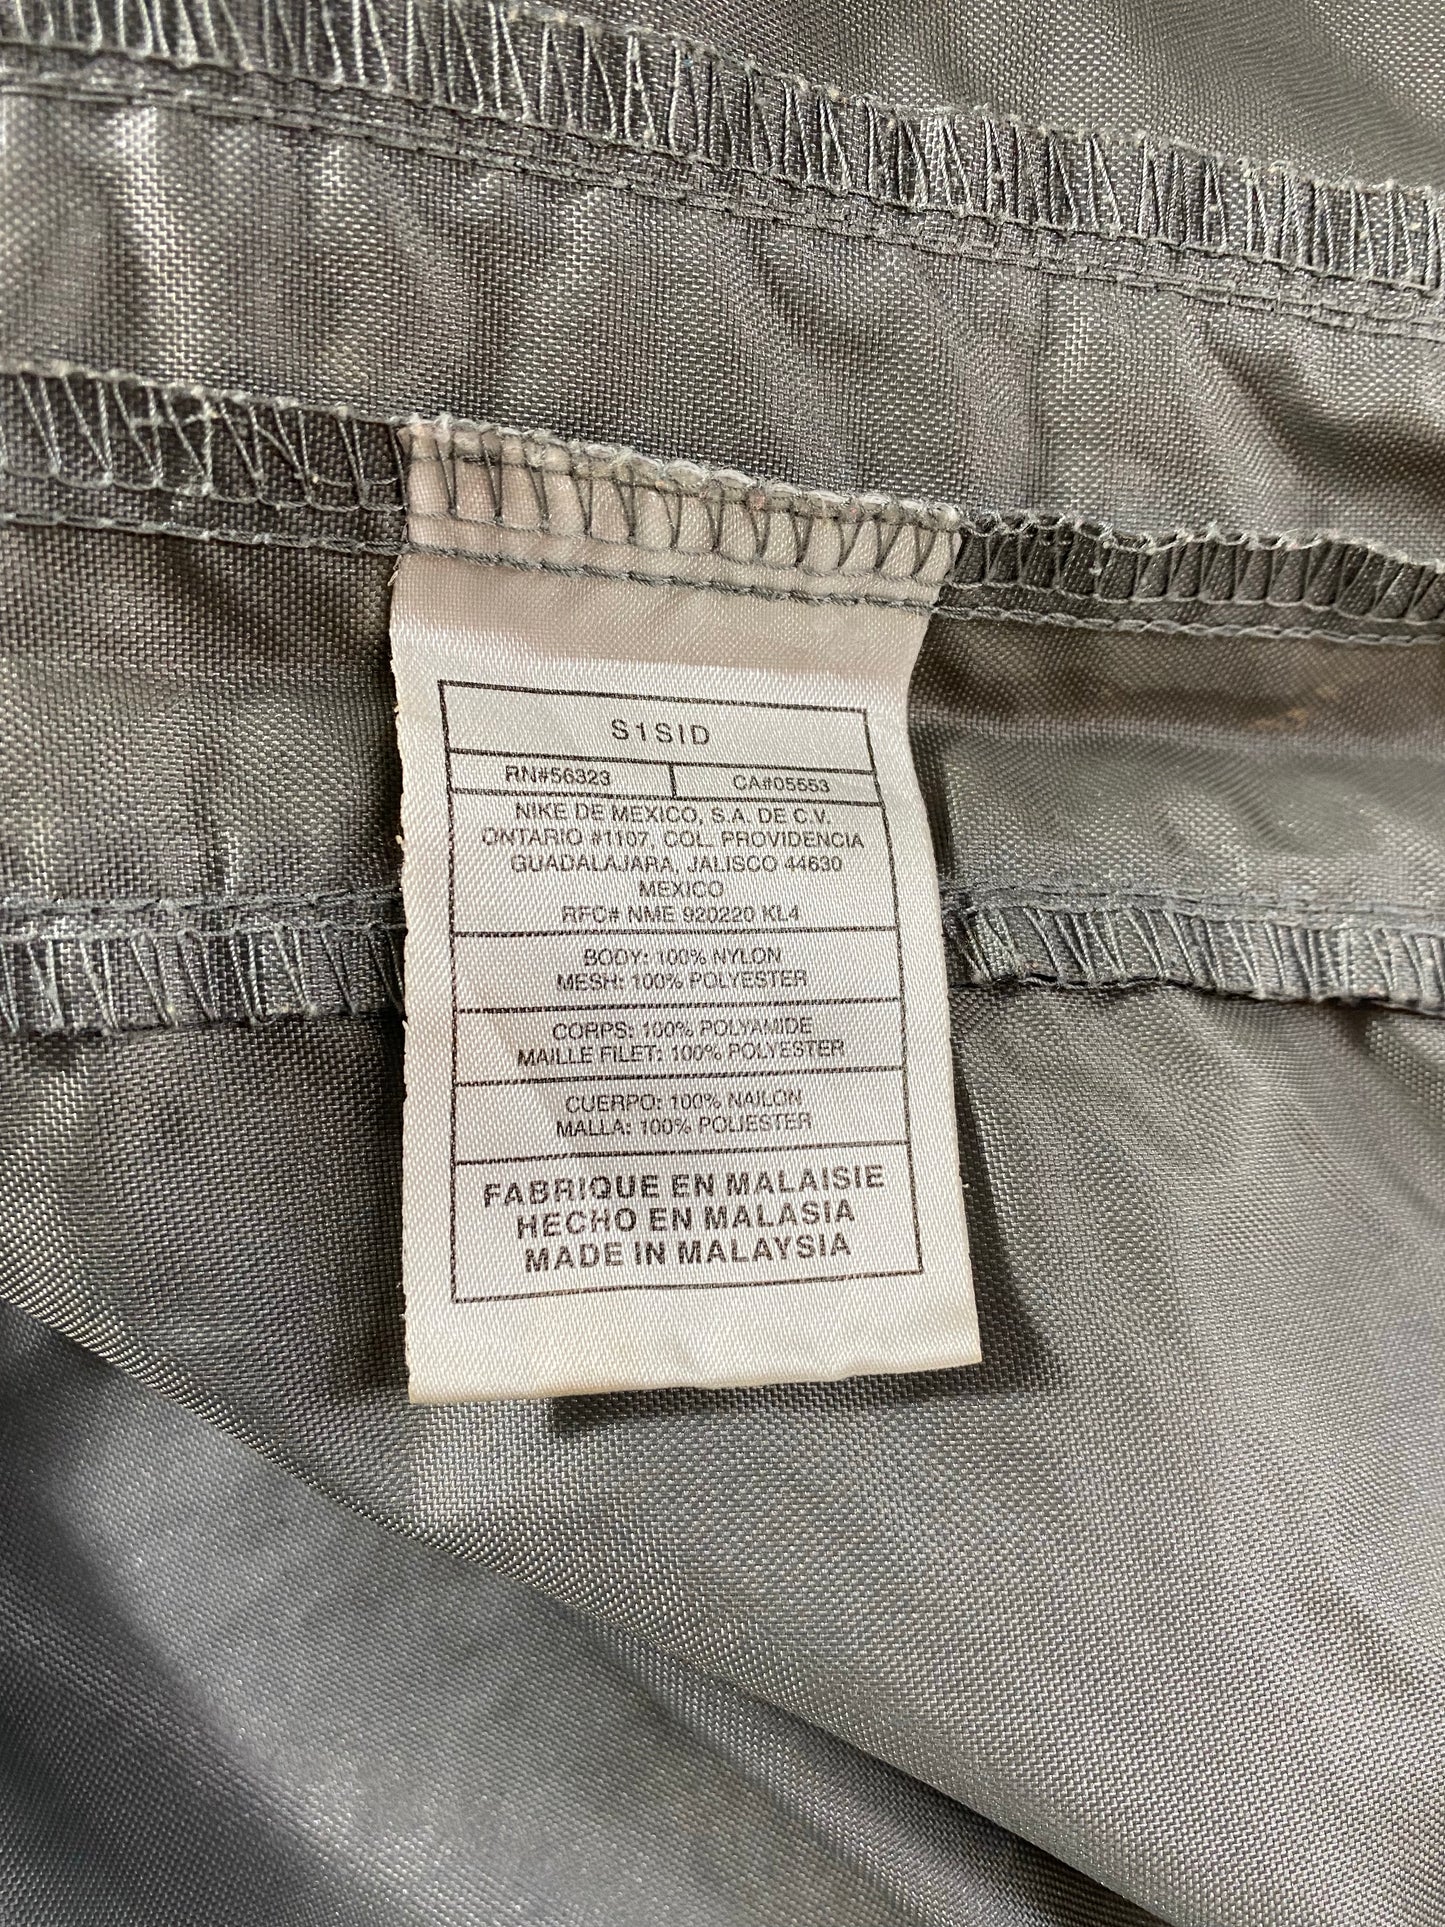 S1SID
RN#56323 CA#05553
NIKE DE MEXICO, S.A. DE C.V.
ONTARIO #1107, COL. PROVIDENCIA
GUADALAJARA, JALISCO 44630
MEXICO
RFC# NME 920220 KL4
BODY: 100% NYLON
MESH: 100% POLYESTER
CORPS: 100% POLYAMIDE
MAILLE FILET: 100% POLYESTER
CUERPO: 100% NAILON
MALLA: 100% POLIESTER
FABRIQUE EN MALAISIE
HECHO EN MALASIA
MADE IN MALAYSIA